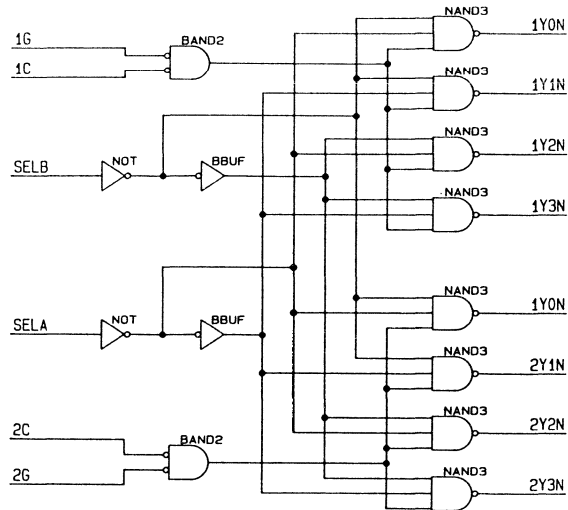 NAND3
1Y0N
1G
BAND2
1C
NAND3
1Y1N
NAND3
1Y2N
SELB
NOT
BBUF
NAND3
1Y3N
NAND3
1Y0N
SELA
NOT
BBUF
NAND3
2Y1N
NAND3
2Y2N
2C
BAND2
2G
NAND3
2Y3N